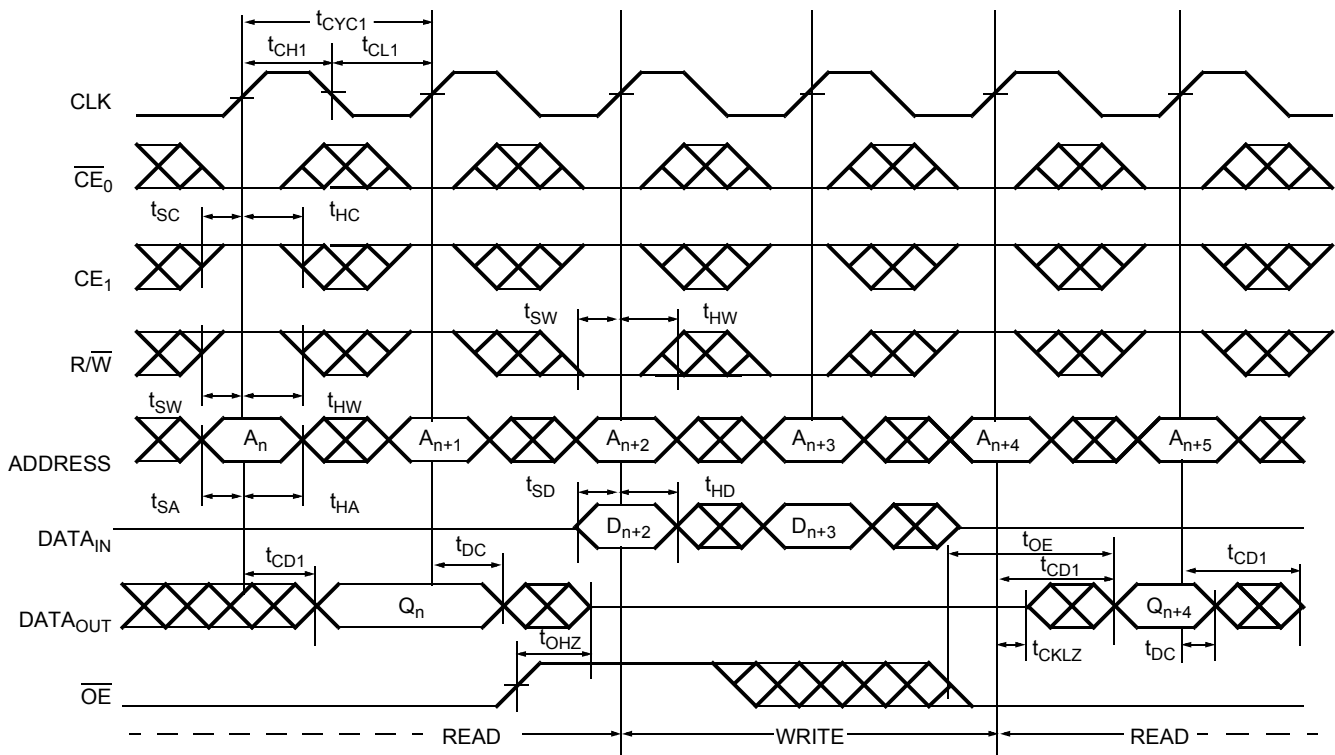 tCYC1
tCH1 tCL1
CLK
CE0
tSC tHC
CE1
tSW tHW
R/W
tSW tHW
An An+1 An+2 An+3 An+4 An+5
ADDRESS
tSA tHA tSD tHD
DATAIN Dn+2 Dn+3
tCD1 tDC tOE tCD1 tCD1
DATAOUT Qn Qn+4
tOHZ tCKLZ tDC
OE
READ WRITE READ